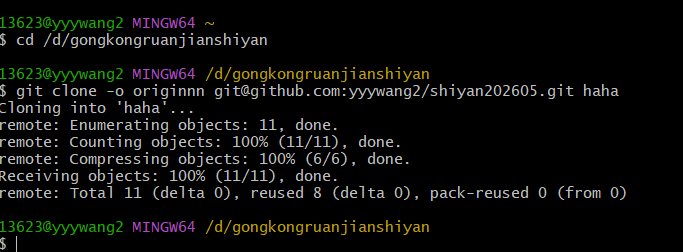 13623@yyywang2 MINGW64 ~
$ cd /d/gongkongruanjianshiyan
13623@yyywang2 MINGW64 /d/gongkongruanjianshiyan
$ git clone -o originnn git@github.com:yyywang2/shiyan202605.git haha
Cloning into 'haha'...
remote: Enumerating objects: 11, done.
remote: Counting objects: 100% (11/11), done.
remote: Compressing objects: 100% (6/6), done.
Receiving objects: 100% (11/11), done.
remote: Total 11 (delta 0), reused 8 (delta 0), pack-reused 0 (from 0)
13623@yyywang2 MINGW64 /d/gongkongruanjianshiyan
$